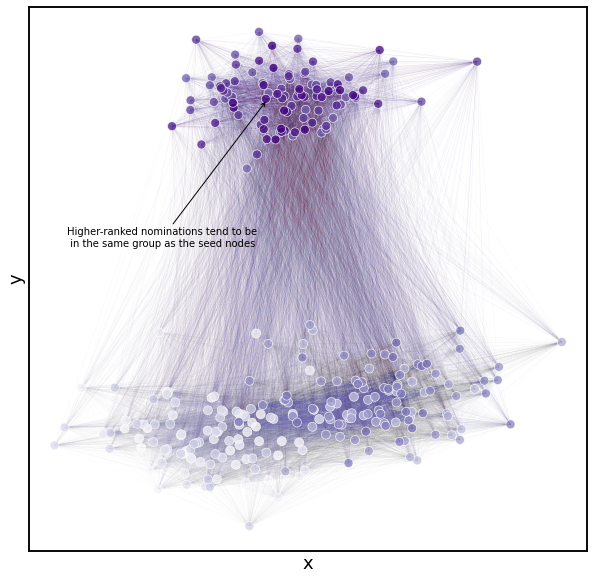 Higher-ranked nominations tend to be
in the same group as the seed nodes
y
x